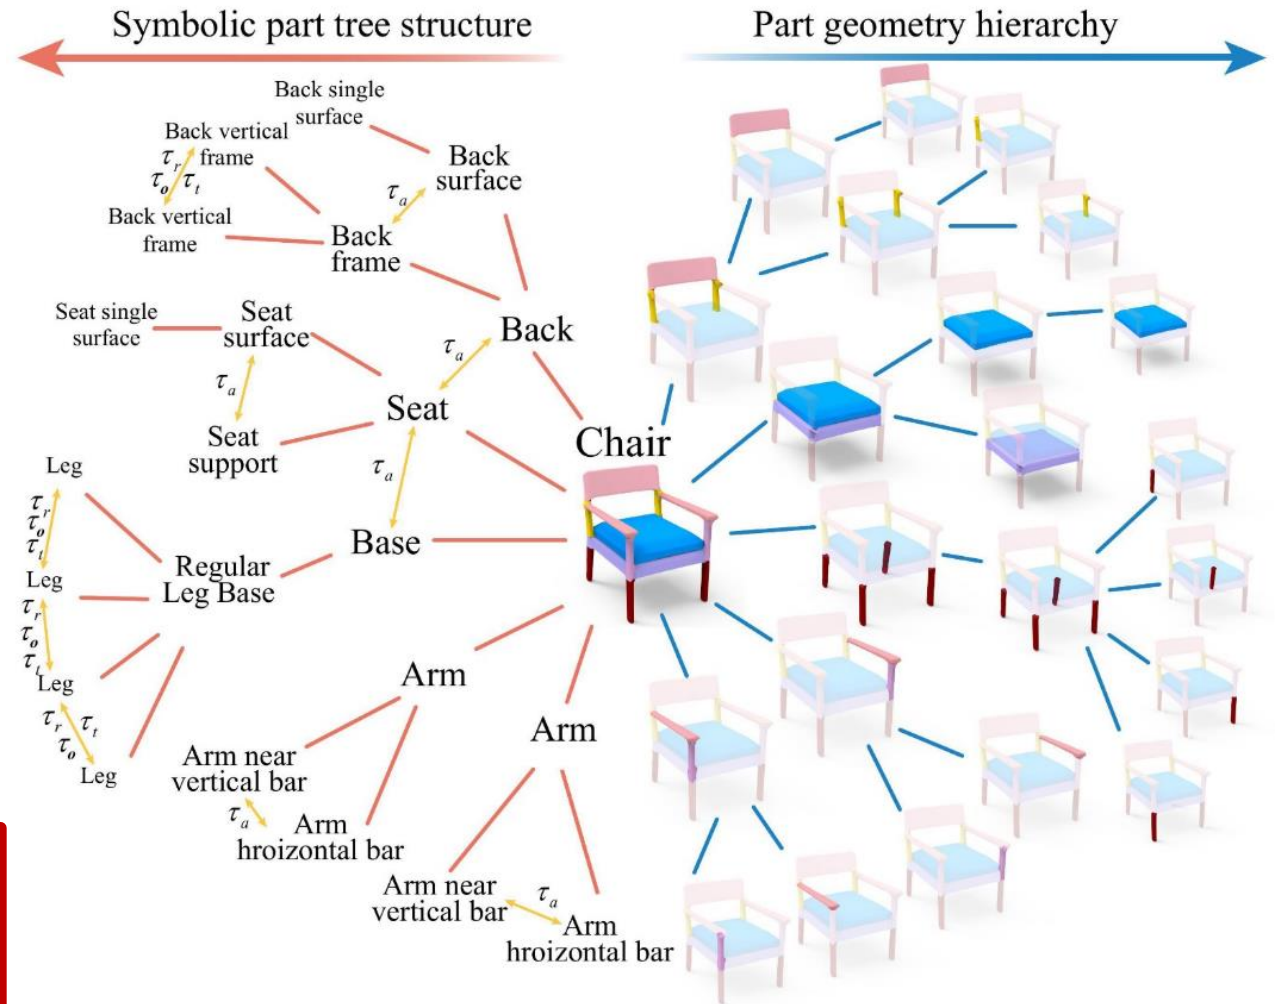 Symbolic part tree structure
Part geometry hierarchy
Back single
surface
Back vertical
frame
τr
τo τt
Back vertical
frame
Back
surface
τa
Back
frame
Seat single
surface
Seat
surface
τa
Seat
support
Back
τa
Seat
τa
Chair
Base
Leg
τr
τo
τt
Leg
τr
τo
τt
Leg
τr τt
τo
Leg
Regular
Leg Base
Arm
Arm near
vertical bar
τa
Arm
hroizontal bar
Arm
Arm near
vertical bar
τa
Arm
hroizontal bar